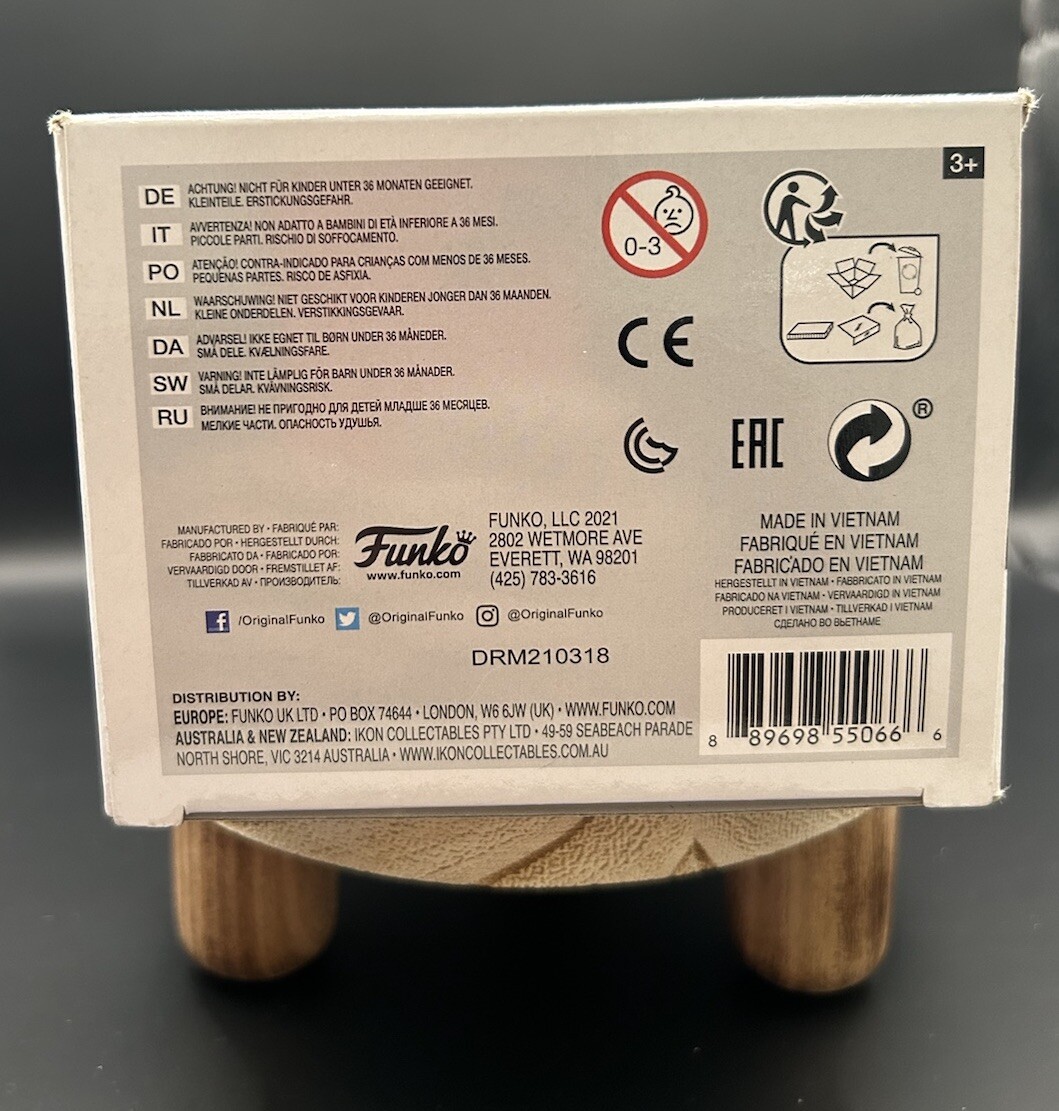 3+
DE ACHTUNG! NICHT FÜR KINDER UNTER 36 MONATEN GEEIGNET.
KLEINTEILE. ERSTICKUNGSGEFAHR.
IT AVVERTENZA! NON ADATTO A BAMBINI DI ETÀ INFERIORE A 36 MESI.
PICCOLE PARTI. RISCHIO DI SOFFOCAMENTO.
PO ATENÇÃO! CONTRA-INDICADO PARA CRIANÇAS COM MENOS DE 36 MESES.
PEQUENAS PARTES. RISCO DE ASFIXIA.
NL WAARSCHUWING! NIET GESCHIKT VOOR KINDEREN JONGER DAN 36 MAANDEN.
KLEINE ONDERDELEN. VERSTIKKINGSGEVAAR.
DA ADVARSEL! IKKE EGNET TIL BØRN UNDER 36 MÅNEDER.
SMÅ DELE. KVÆLNINGSFARE.
SW VARNING! INTE LÄMPLIG FÖR BARN UNDER 36 MÅNADER.
SMÅ DELAR. KVÄVNINGSRISK.
RU ВНИМАНИЕ! НЕ ПРИГОДНО ДЛЯ ДЕТЕЙ МЛАДШЕ 36 МЕСЯЦЕВ.
МЕЛКИЕ ЧАСТИ. ОПАСНОСТЬ УДУШЬЯ.
0-3
CE
EAC
®
MANUFACTURED BY • FABRIQUÉ PAR:
FABRICADO POR • HERGESTELLT DURCH:
FABBRICATO DA • FABRICADO POR:
VERVAARDIGD DOOR • FREMSTILLET AF:
TILLVERKAD AV • ПРОИЗВОДИТЕЛЬ:
Funko
www.funko.com
FUNKO, LLC 2021
2802 WETMORE AVE
EVERETT, WA 98201
(425) 783-3616
MADE IN VIETNAM
FABRIQUÉ EN VIETNAM
FABRICADO EN VIETNAM
HERGESTELLT IN VIETNAM • FABBRICATO IN VIETNAM
FABRICADO NA VIETNAM • VERVAARDIGD IN VIETNAM
PRODUCERET I VIETNAM • TILLVERKAD I VIETNAM
СДЕЛАНО ВО ВЬЕТНАМЕ
/OriginalFunko @OriginalFunko @OriginalFunko
DRM210318
DISTRIBUTION BY:
EUROPE: FUNKO UK LTD • PO BOX 74644 • LONDON, W6 6JW (UK) • WWW.FUNKO.COM
AUSTRALIA & NEW ZEALAND: IKON COLLECTABLES PTY LTD • 49-59 SEABEACH PARADE
NORTH SHORE, VIC 3214 AUSTRALIA • WWW.IKONCOLLECTABLES.COM.AU
8 89698 55066 6